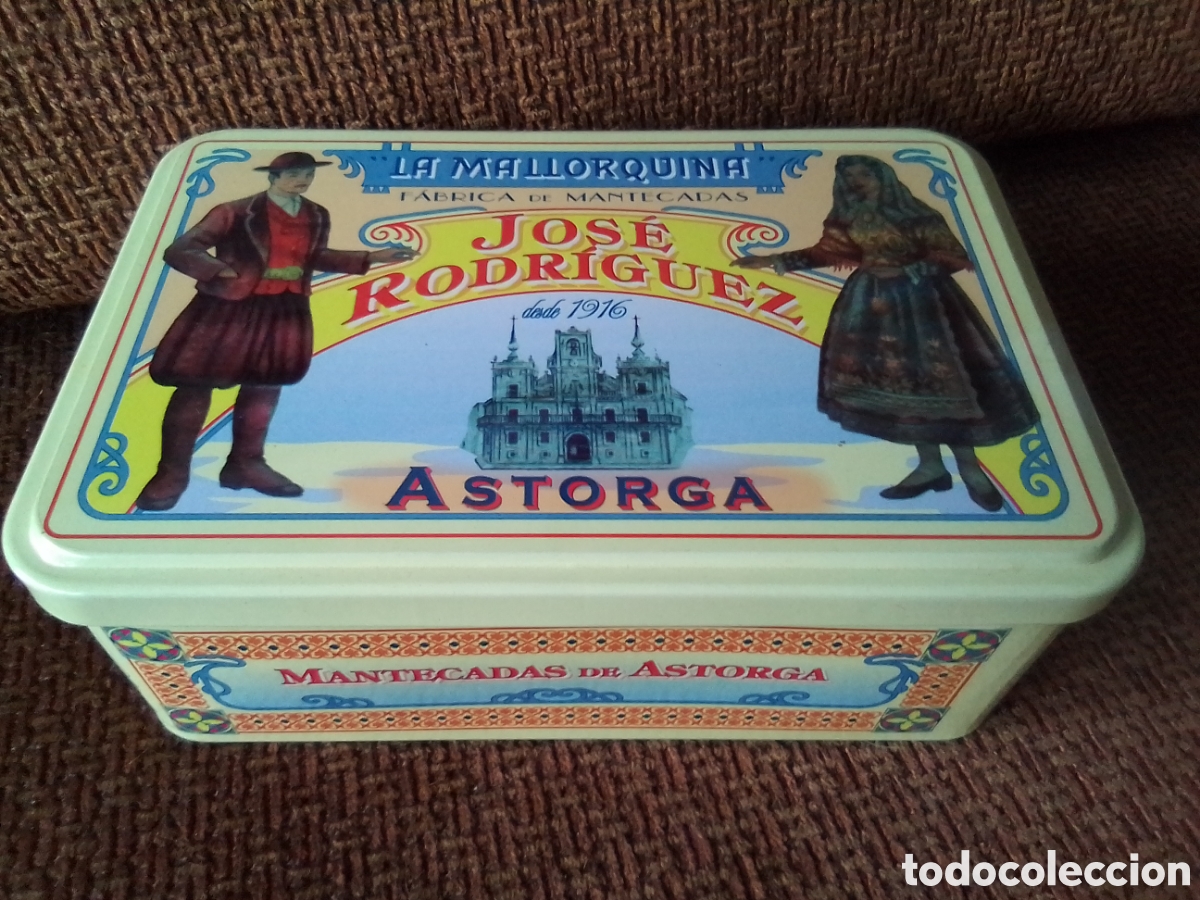 "LA MALLORQUINA"
FÁBRICA DE MANTECADAS
JOSÉ
RODRÍGUEZ
desde 1916
ASTORGA
MANTECADAS DE ASTORGA
todocoleccion